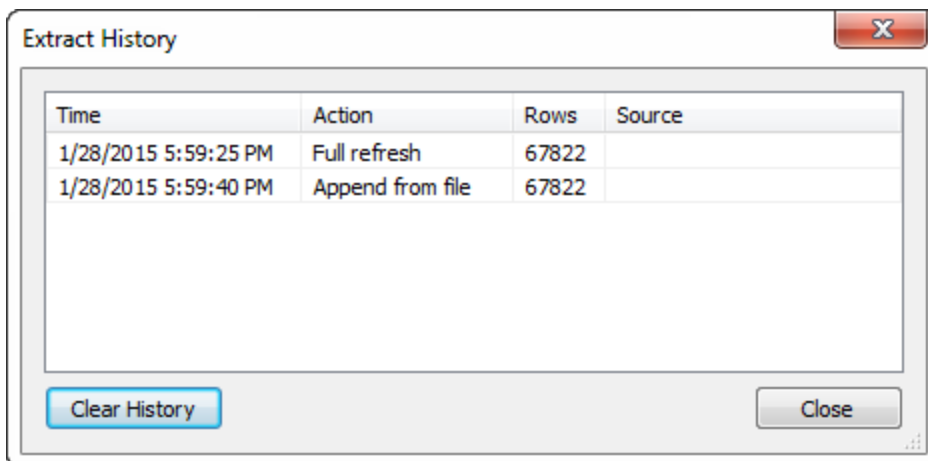 Extract History
Time Action Rows Source
1/28/2015 5:59:25 PM Full refresh 67822
1/28/2015 5:59:40 PM Append from file 67822
Clear History Close